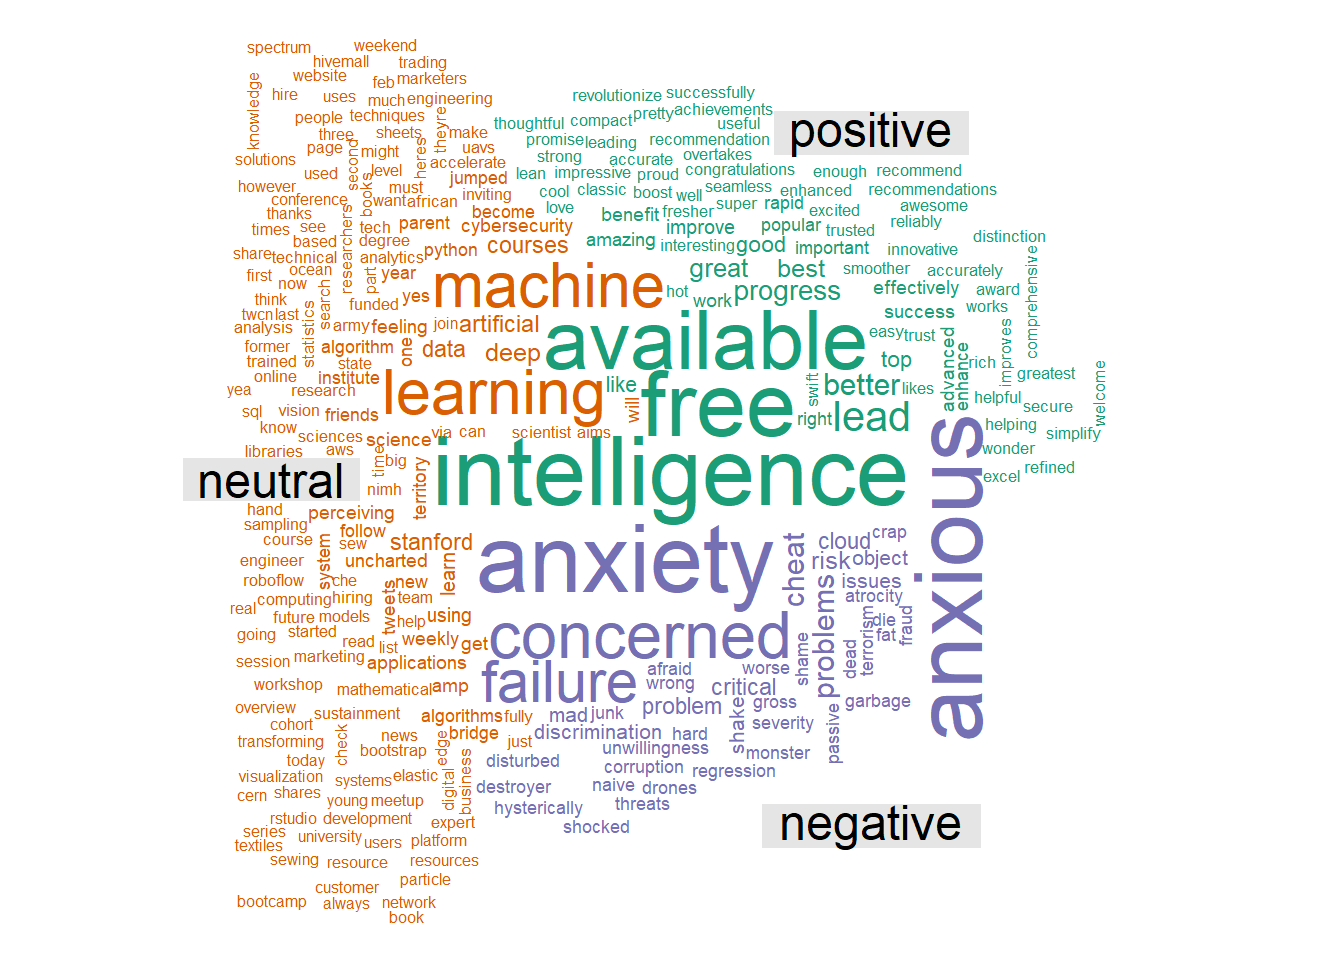 spectrum weekend
hivemall trading
website feb marketers
knowledge hire uses much engineering revolutionize successfully
people techniques theyre thoughtful compact pretty achievements positive
three sheets make promise leading useful
page might uavs recommendation
solutions second heres accelerate strong accurate overtakes
used level jumped lean impressive proud congratulations enough recommend
however books must inviting cool classic boost well seamless enhanced recommendations
conference want african love super rapid awesome
thanks researchers become benefit fresher excited reliably
times see tech parent cybersecurity improve popular trusted distinction
based degree python courses amazing interesting good important innovative comprehensive
share technical analytics
first ocean part year machine great best smoother accurately
now search funded yes hot work progress effectively award
think
twcn last army feeling join artificial available success works
analysis statistics one easy trust improves
former algorithm data deep top advanced rich
trained state
online institute learning like free swift better likes enhance greatest welcome
yea research will helpful
sql vision friends right lead secure
know via can scientist aims helping simplify
sciences science anxious
libraries aws time big intelligence wonder
neutral refined
nimh territory excel
hand perceiving
sampling follow anxiety cheat crap
course sew stanford cloud
engineer system uncharted learn risk object
roboflow che new issues
computing hiring tweets team problems atrocity
real future models help using concerned terrorism die fraud
going started read weekly get shame dead fat
list
session marketing applications failure afraid worse
workshop mathematical amp wrong critical garbage
overview sustainment algorithms fully mad junk problem shake gross passive
cohort news bridge discrimination hard severity
transforming check bootstrap edge just unwillingness monster
today disturbed
visualization systems elastic digital business destroyer corruption regression
cern shares young meetup naive drones
rstudio development hysterically threats negative
series university users expert shocked
textiles platform
sewing resource resources
customer particle
bootcamp always network
book